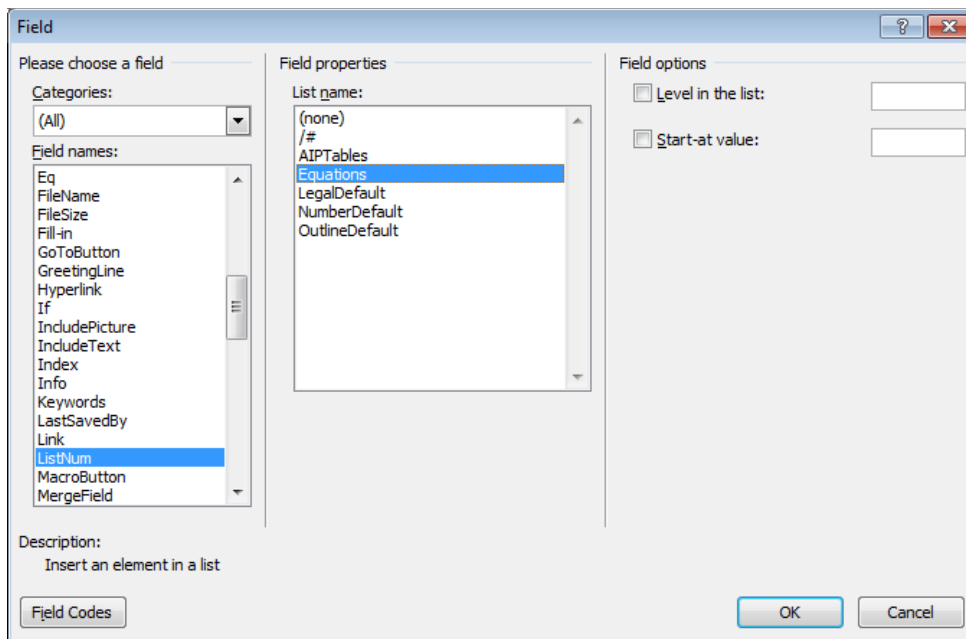 Field
Please choose a field
Categories:
(All)
Field names:
Eq
FileName
FileSize
Fill-in
GoToButton
GreetingLine
Hyperlink
If
IncludePicture
IncludeText
Index
Info
Keywords
LastSavedBy
Link
ListNum
MacroButton
MergeField
Field properties
List name:
(none)
/#
AIPTables
Equations
LegalDefault
NumberDefault
OutlineDefault
Field options
Level in the list:
Start-at value:
Description:
Insert an element in a list
Field Codes
OK
Cancel